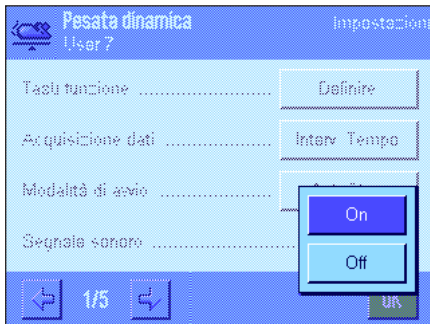 Pesata dinamica
Impostazioni
User 7
Tasti funzione ........................ Definire
Acquisizione dati ................... Interv. Tempo
Modalità di avvio ....................
Segnale sonoro ........................
On
Off
1/5
OK